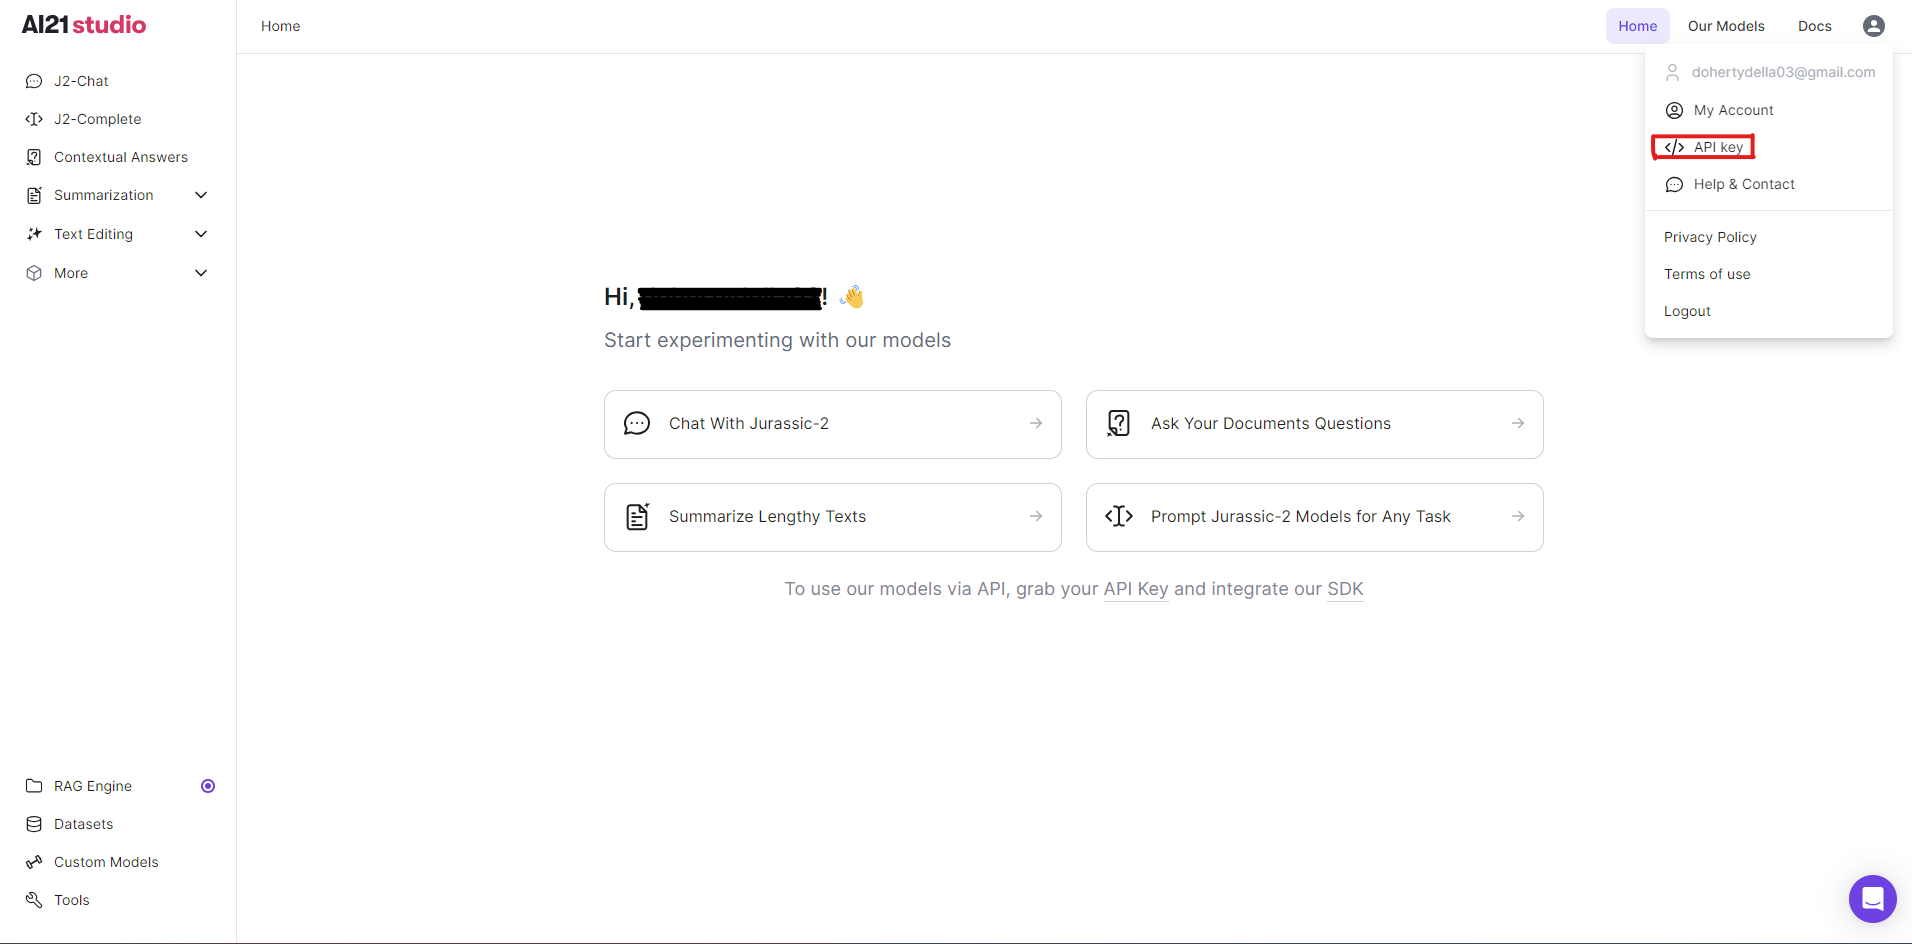 AI21 studio
Home
Home
Our Models
Docs
J2-Chat
J2-Complete
Contextual Answers
Summarization
Text Editing
More
dohertydella03@gmail.com
My Account
API key
Help & Contact
Privacy Policy
Terms of use
Logout
Hi, ! 👋
Start experimenting with our models
Chat With Jurassic-2
Ask Your Documents Questions
Summarize Lengthy Texts
Prompt Jurassic-2 Models for Any Task
To use our models via API, grab your API Key and integrate our SDK
RAG Engine
Datasets
Custom Models
Tools